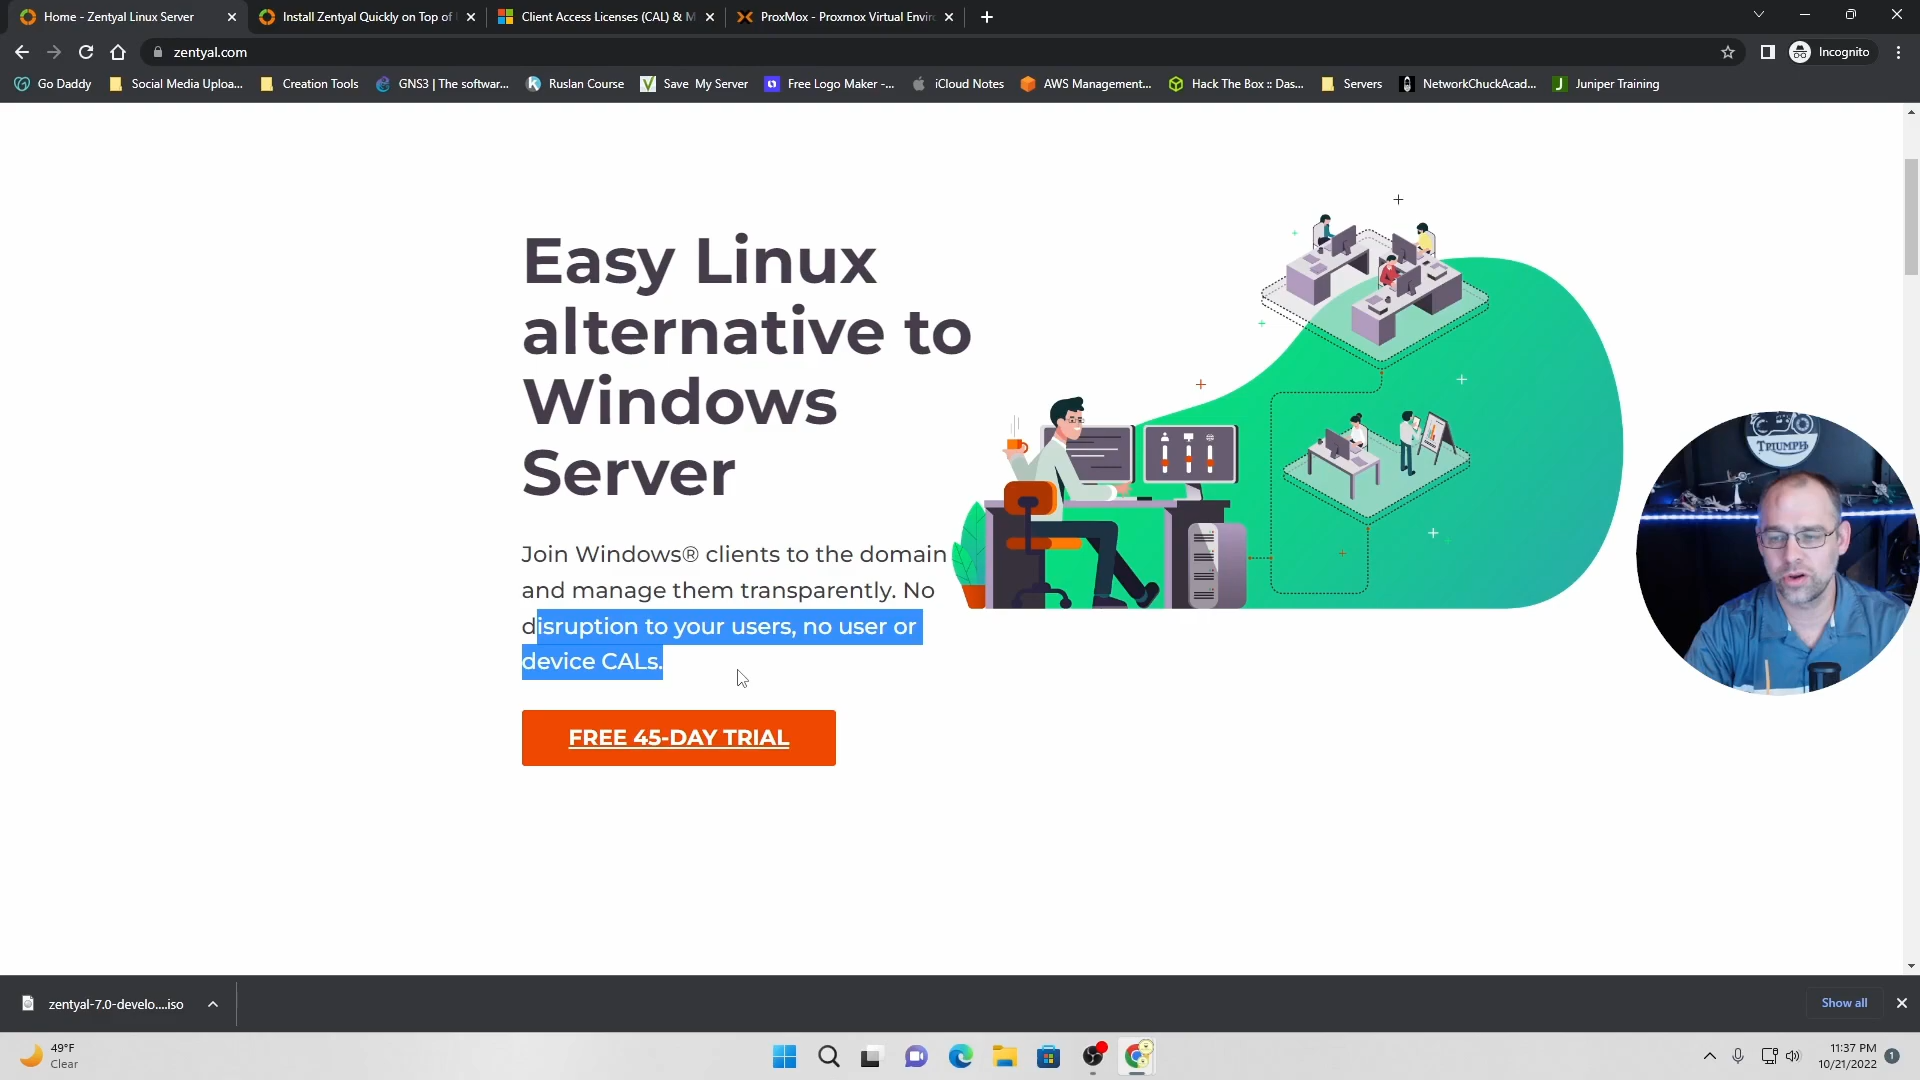 Home - Zentyal Linux Server
Install Zentyal Quickly on Top of
Client Access Licenses (CAL) & M
ProxMox - Proxmox Virtual Enviro
zentyal.com
Incognito
Go Daddy
Social Media Uploa...
Creation Tools
GNS3 | The softwar...
Ruslan Course
Save My Server
Free Logo Maker -...
iCloud Notes
AWS Management...
Hack The Box :: Das...
Servers
NetworkChuckAcad...
Juniper Training
Easy Linux
alternative to
Windows
Server
Join Windows® clients to the domain
and manage them transparently. No
disruption to your users, no user or
device CALs.
FREE 45-DAY TRIAL
TRIUMPH
zentyal-7.0-develo....iso
Show all
49°F
Clear
11:37 PM
10/21/2022
1